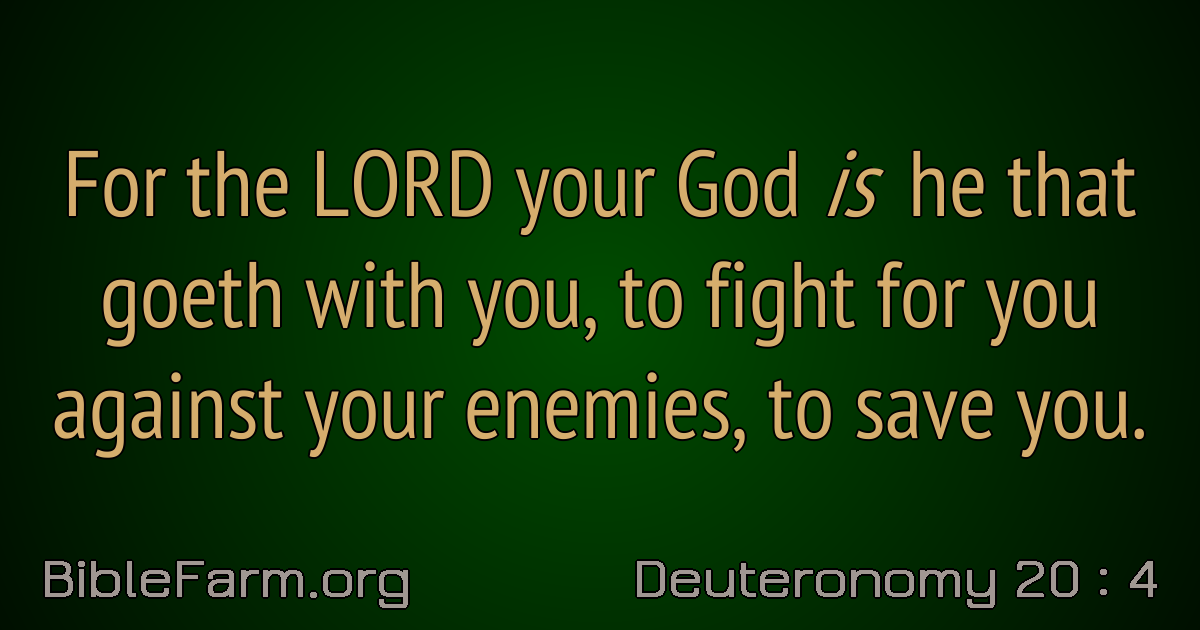 For the LORD your God is he that
goeth with you, to fight for you
against your enemies, to save you.
BibleFarm.org
Deuteronomy 20 : 4